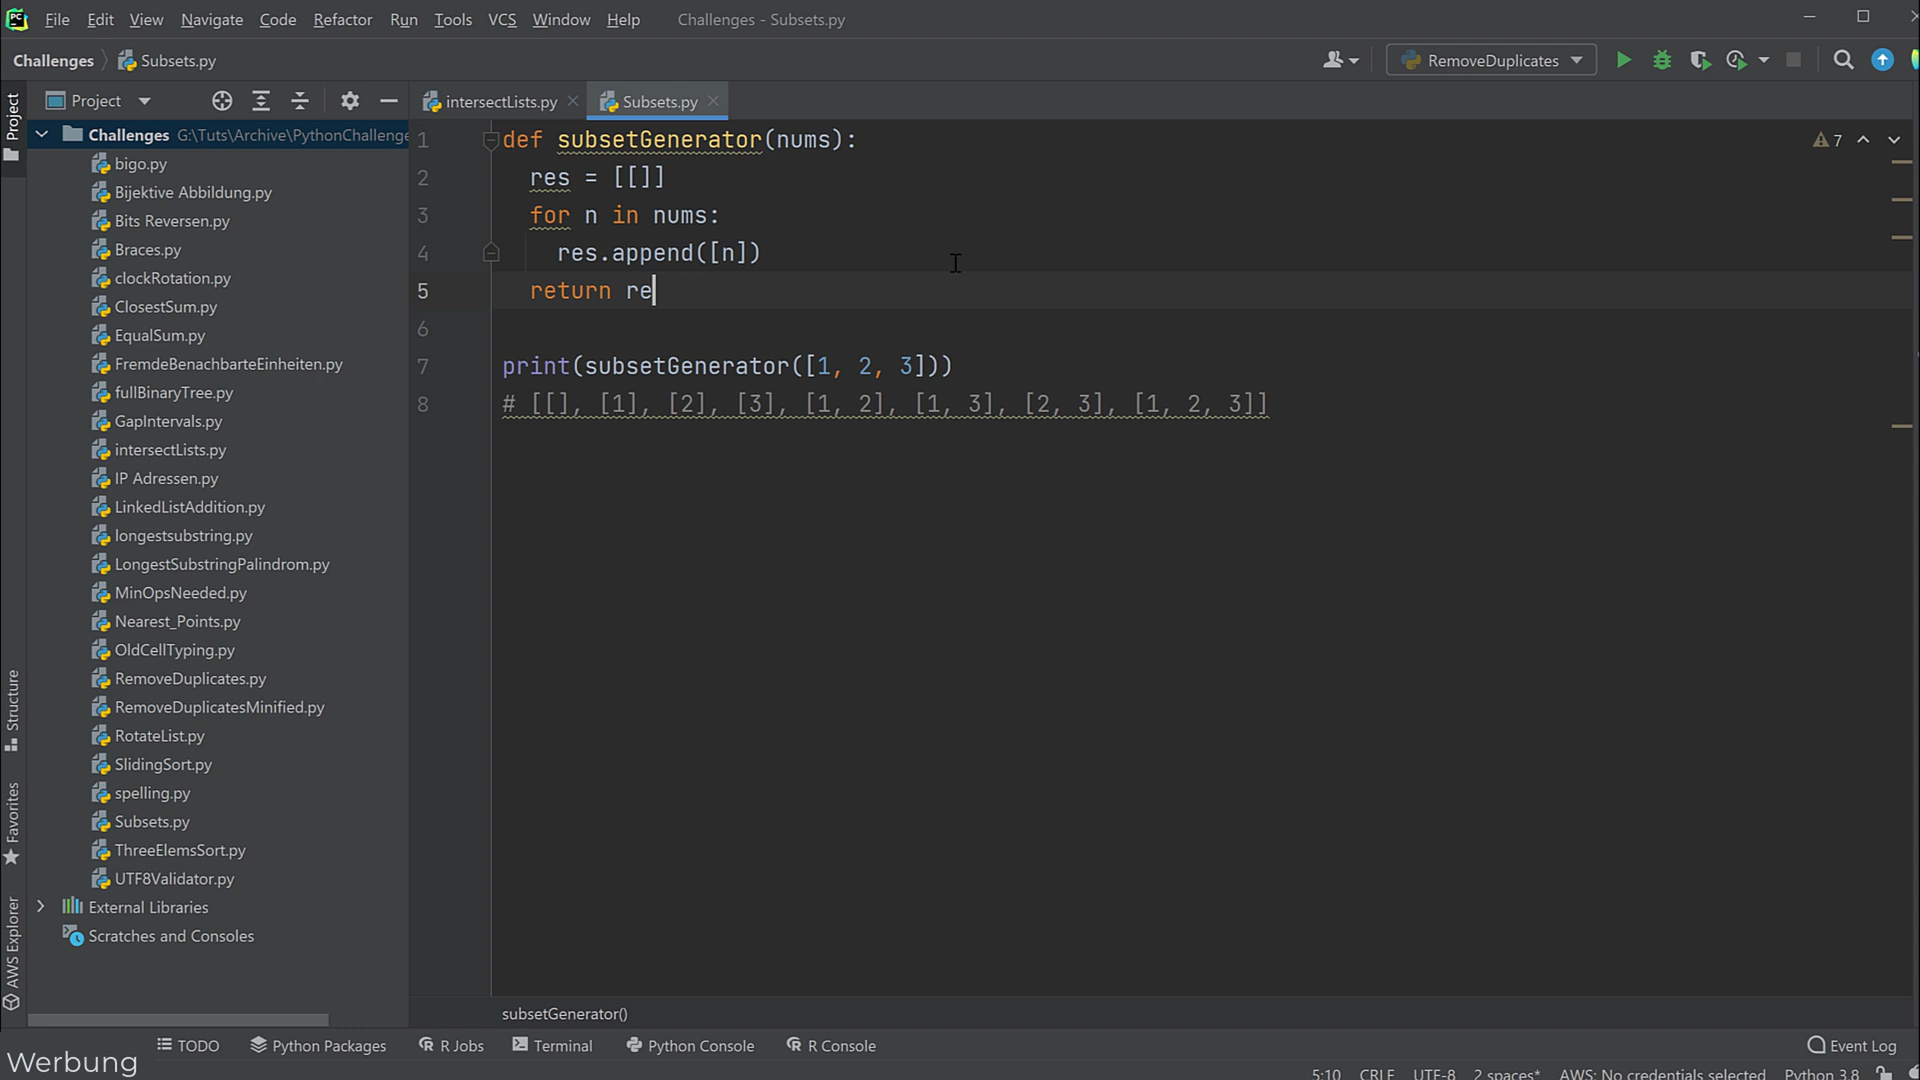 File Edit View Navigate Code Refactor Run Tools VCS Window Help Challenges - Subsets.py
Challenges Subsets.py RemoveDuplicates
Project
Project
intersectLists.py Subsets.py
Challenges G:\Tuts\Archive\PythonChallenge
bigo.py
Bijektive Abbildung.py
Bits Reversen.py
Braces.py
clockRotation.py
ClosestSum.py
EqualSum.py
FremdeBenachbarteEinheiten.py
fullBinaryTree.py
GapIntervals.py
intersectLists.py
IP Adressen.py
LinkedListAddition.py
longestsubstring.py
LongestSubstringPalindrom.py
MinOpsNeeded.py
Nearest_Points.py
OldCellTyping.py
RemoveDuplicates.py
RemoveDuplicatesMinified.py
RotateList.py
SlidingSort.py
spelling.py
Subsets.py
ThreeElemsSort.py
UTF8Validator.py
External Libraries
Scratches and Consoles
Structure
Favorites
AWS Explorer
1 def subsetGenerator(nums):
2 res = [[]]
3 for n in nums:
4 res.append([n])
5 return re
6
7 print(subsetGenerator([1, 2, 3]))
8 # [[], [1], [2], [3], [1, 2], [1, 3], [2, 3], [1, 2, 3]]
7
subsetGenerator()
TODO Python Packages R Jobs Terminal Python Console R Console Event Log
Werbung
5:10 CRLF UTF-8 2 spaces* AWS: No credentials selected Python 3.8